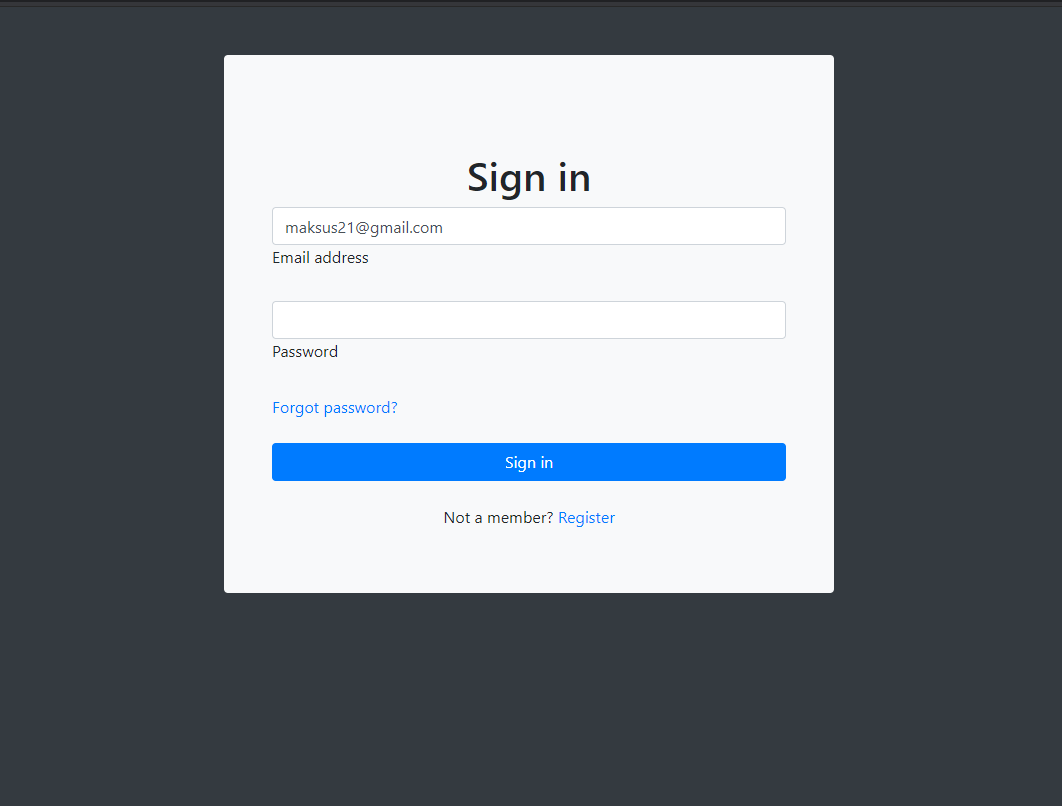 Sign in
maksus21@gmail.com
Email address
Password
Forgot password?
Sign in
Not a member? Register